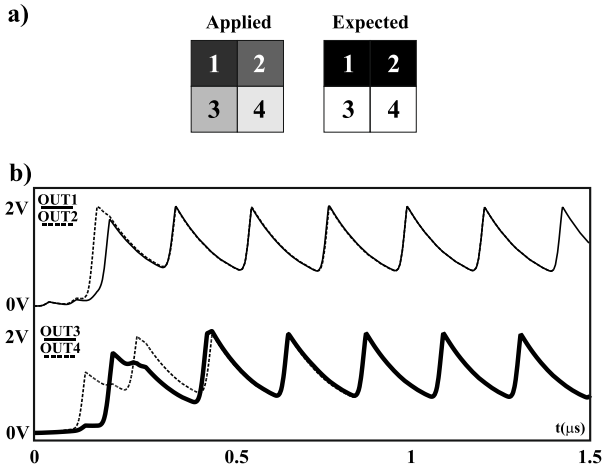 a)
Applied Expected
1 2 1 2
3 4 3 4
b)
2V OUT1
OUT2
0V
2V OUT3
OUT4
0V
t(μs)
0 0.5 1 1.5